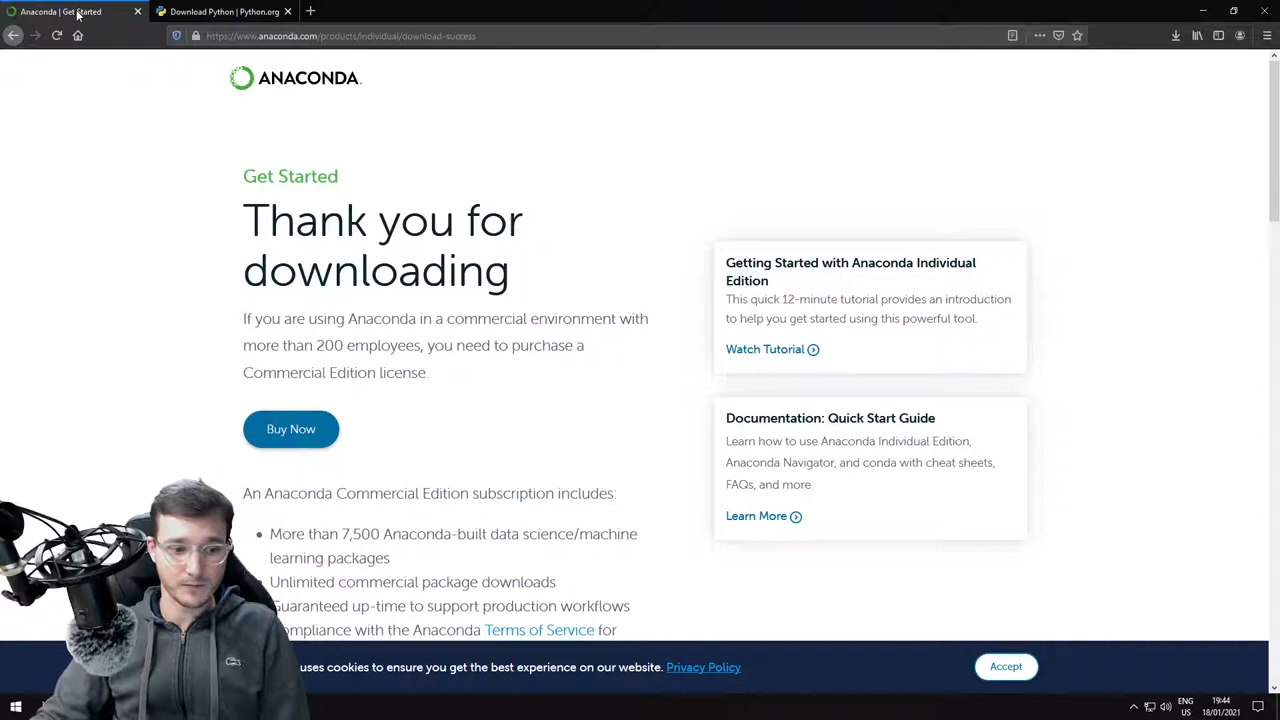 Anaconda | Get Started
Download Python | Python.org
https://www.anaconda.com/products/individual/download-success
ANACONDA.
Get Started
Thank you for
downloading
If you are using Anaconda in a commercial environment with
more than 200 employees, you need to purchase a
Commercial Edition license.
Buy Now
An Anaconda Commercial Edition subscription includes:
More than 7,500 Anaconda-built data science/machine
learning packages
Unlimited commercial package downloads
Guaranteed up-time to support production workflows
compliance with the Anaconda Terms of Service for
Getting Started with Anaconda Individual
Edition
This quick 12-minute tutorial provides an introduction
to help you get started using this powerful tool.
Watch Tutorial
Documentation: Quick Start Guide
Learn how to use Anaconda Individual Edition,
Anaconda Navigator, and conda with cheat sheets,
FAQs, and more.
Learn More
uses cookies to ensure you get the best experience on our website. Privacy Policy
Accept
ENG
US
19:44
18/01/2021